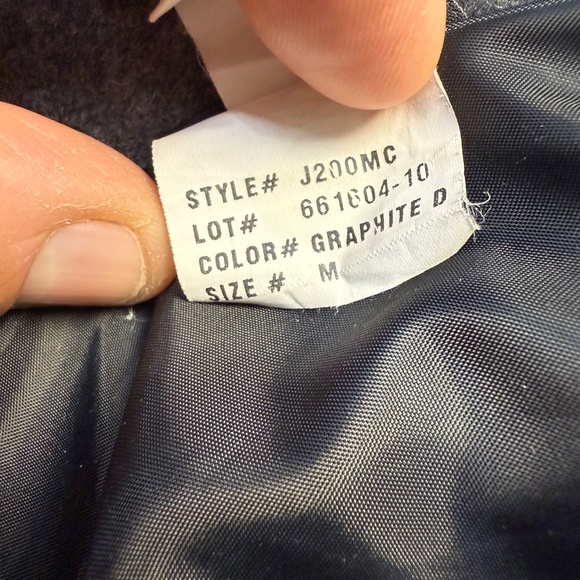 STYLE# J200MC
LOT# 661604-10
COLOR# GRAPHITE D
SIZE # M